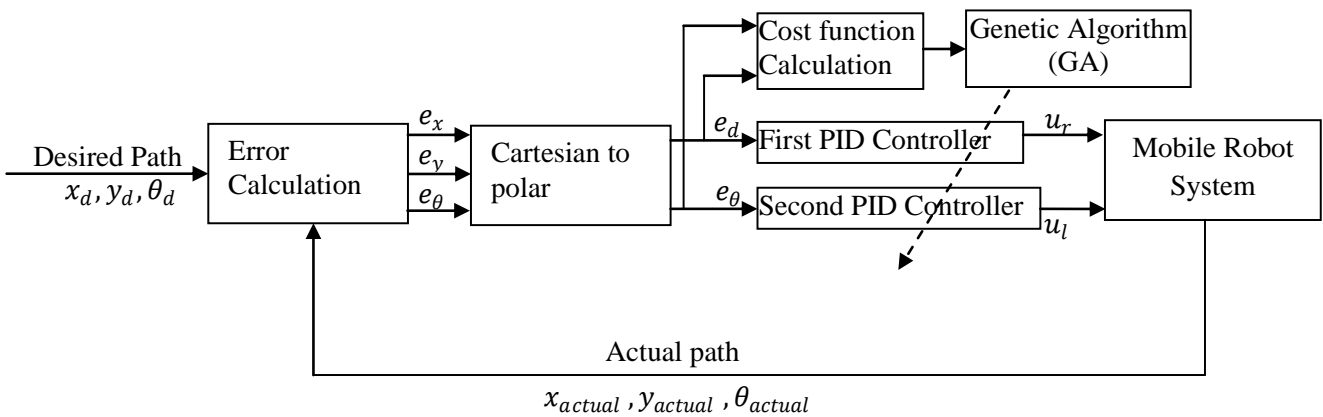 Cost function
Calculation
Genetic Algorithm
(GA)
Desired Path
x_d, y_d, θ_d
Error
Calculation
e_x
e_y
e_θ
Cartesian to
polar
e_d
First PID Controller
u_r
e_θ
Second PID Controller
u_l
Mobile Robot
System
Actual path
x_actual , y_actual , θ_actual